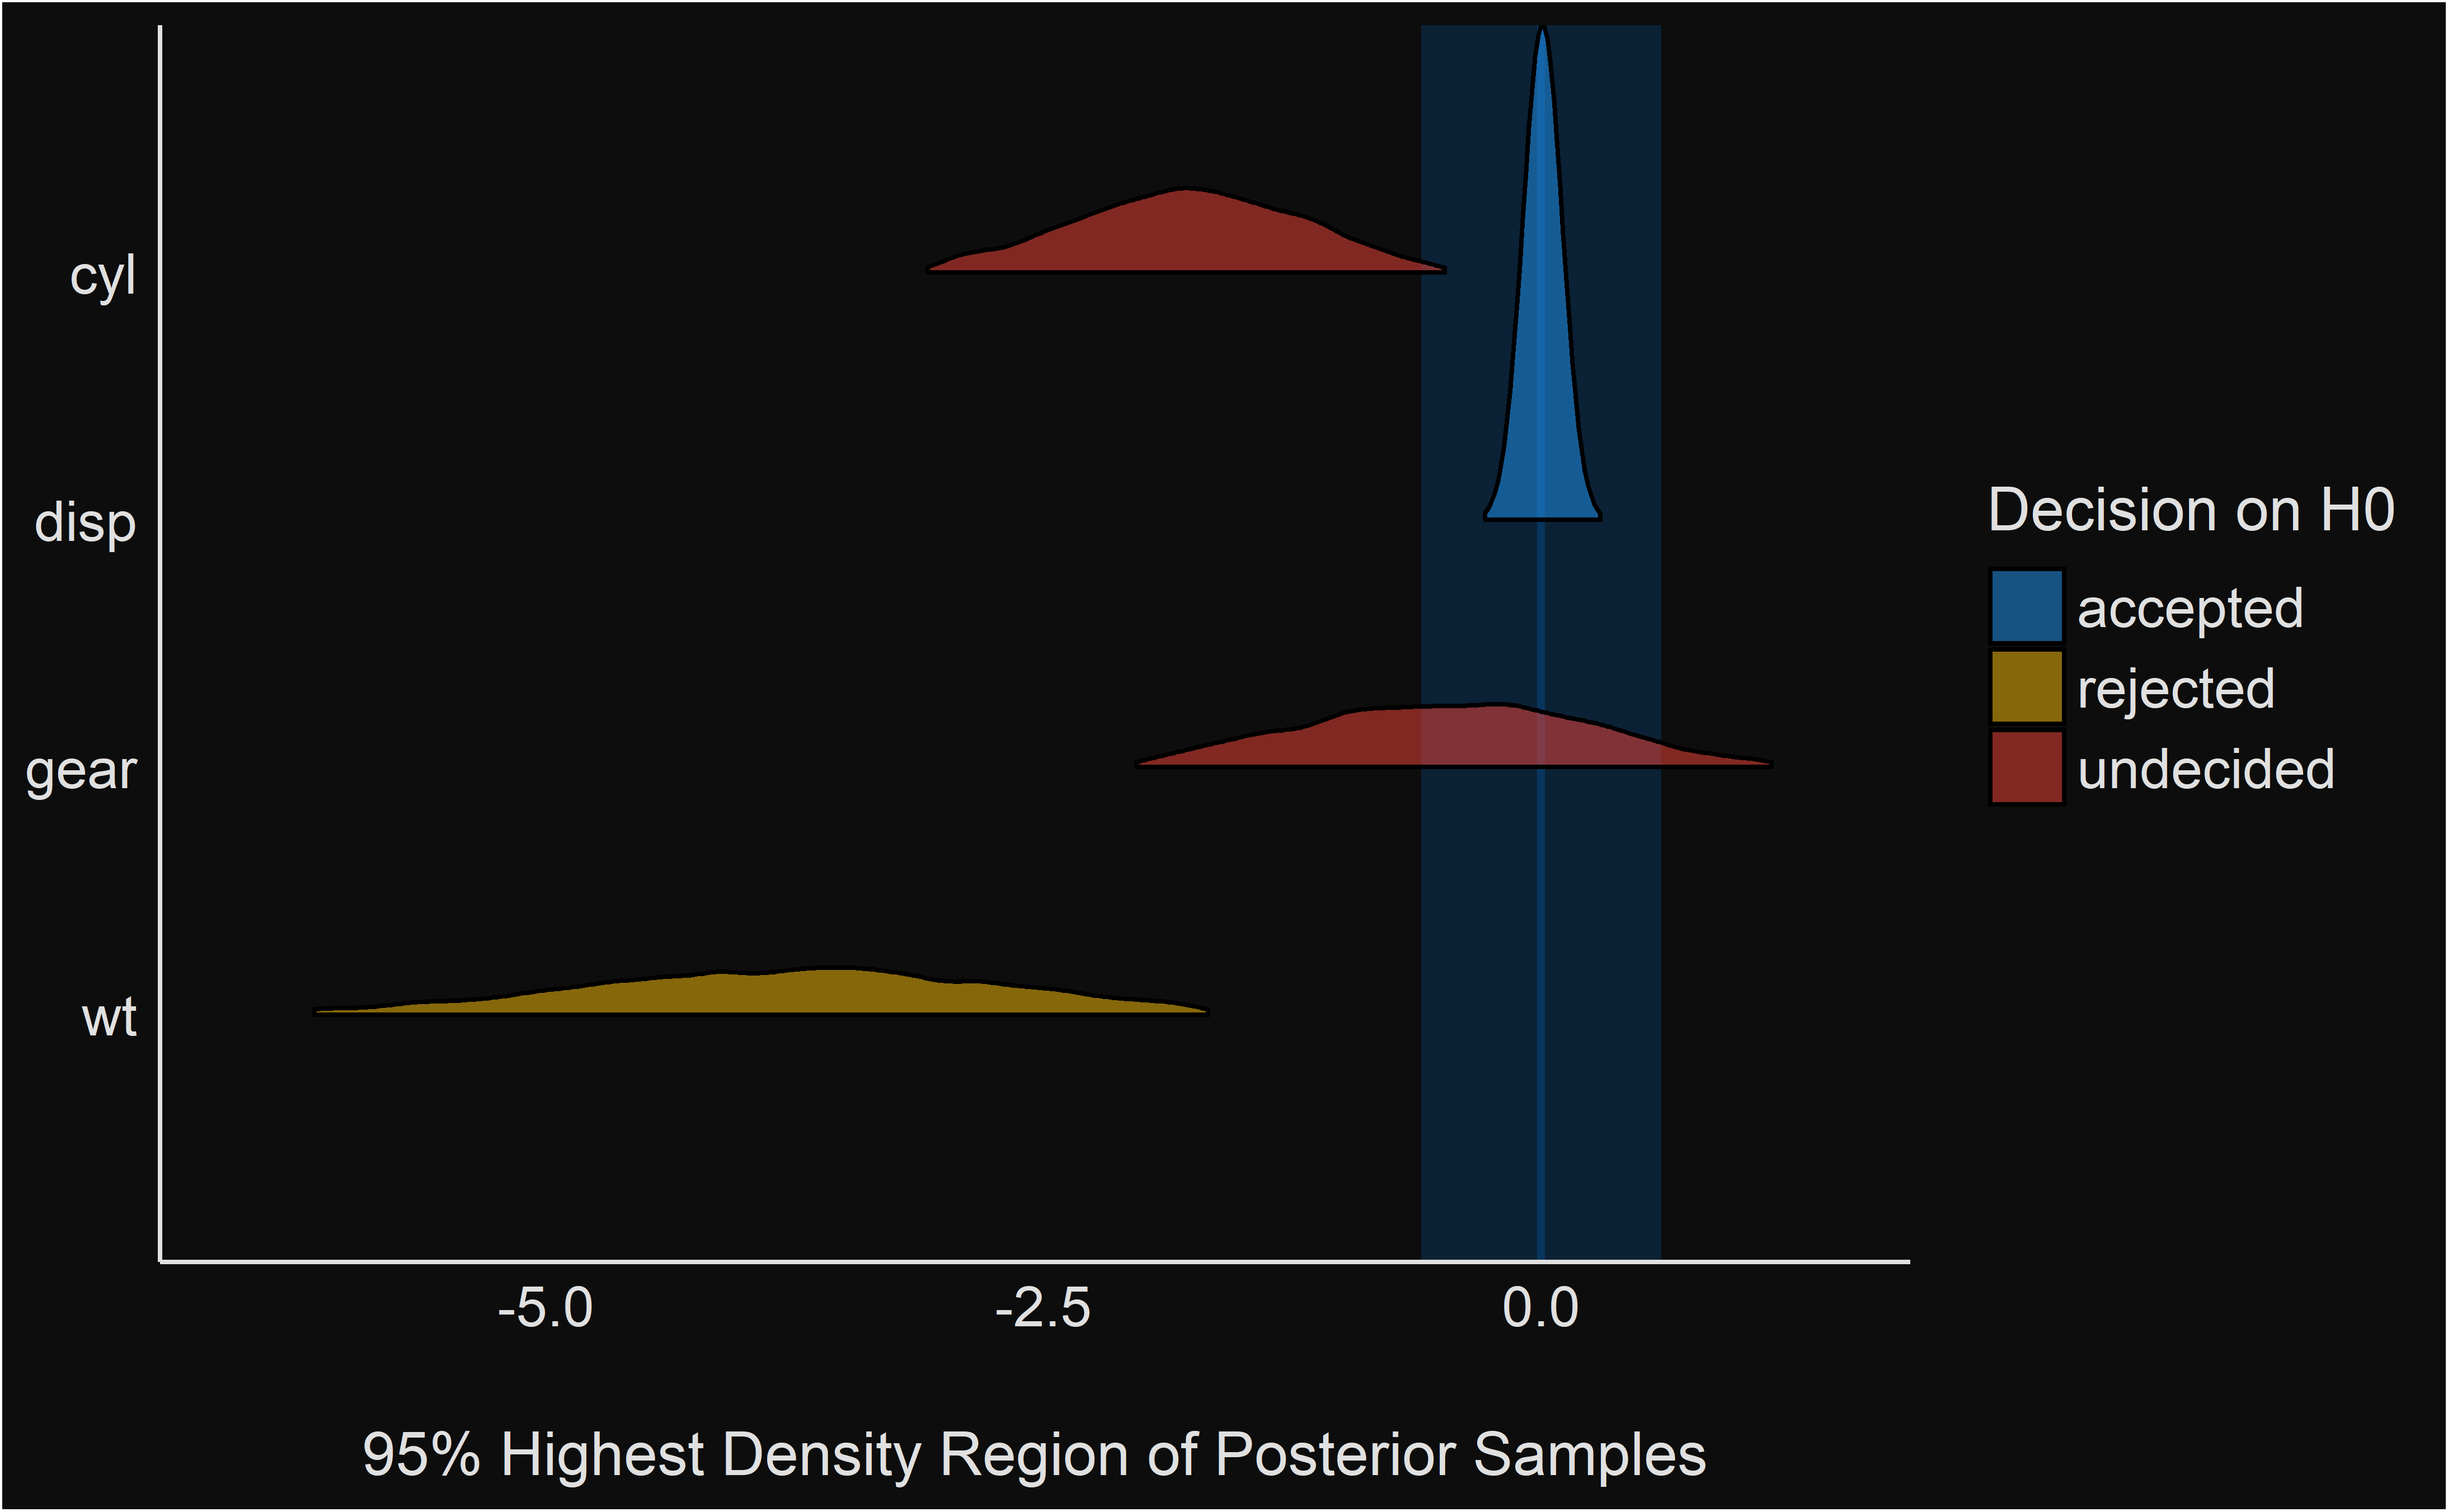 cyl
disp
gear
wt
-5.0
-2.5
0.0
95% Highest Density Region of Posterior Samples
Decision on H0
accepted
rejected
undecided